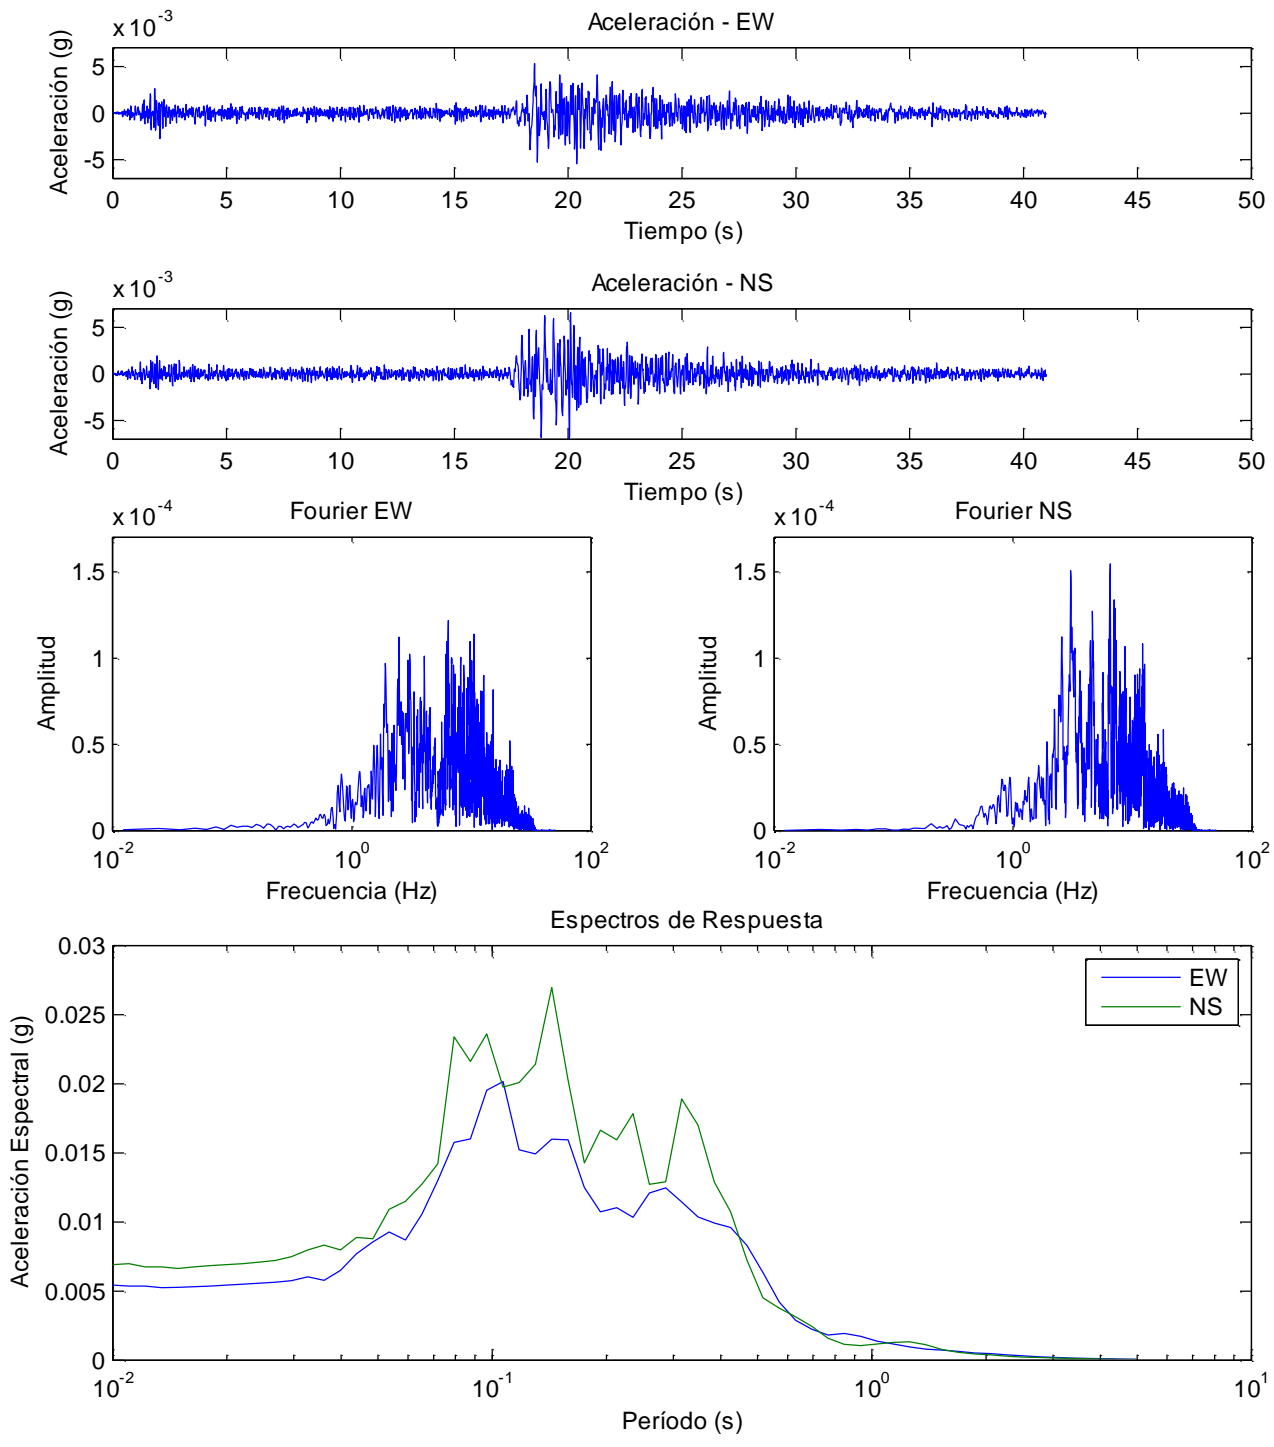 Aceleración - EW
x 10^-3
Aceleración (g)
5
0
-5
0 5 10 15 20 25 30 35 40 45 50
Tiempo (s)
Aceleración - NS
x 10^-3
Aceleración (g)
5
0
-5
0 5 10 15 20 25 30 35 40 45 50
Tiempo (s)
Fourier EW
x 10^-4
Amplitud
1.5
1
0.5
0
10^-2 10^0 10^2
Frecuencia (Hz)
Fourier NS
x 10^-4
Amplitud
1.5
1
0.5
0
10^-2 10^0 10^2
Frecuencia (Hz)
Espectros de Respuesta
Aceleración Espectral (g)
0.03
0.025
0.02
0.015
0.01
0.005
0
EW
NS
10^-2 10^-1 10^0 10^1
Período (s)